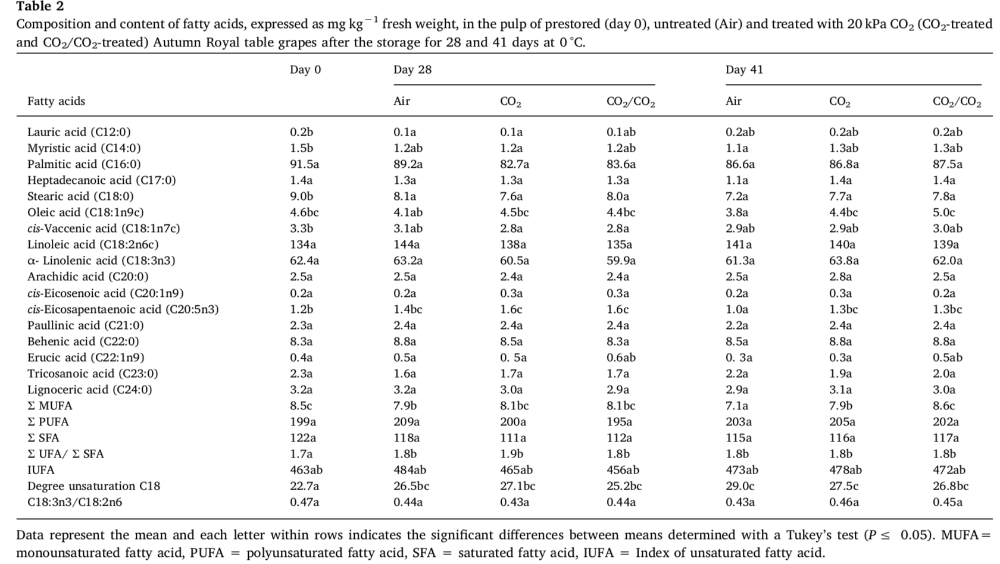 Table 2
Composition and content of fatty acids, expressed as mg kg⁻¹ fresh weight, in the pulp of prestored (day 0), untreated (Air) and treated with 20 kPa CO₂ (CO₂-treated
and CO₂/CO₂-treated) Autumn Royal table grapes after the storage for 28 and 41 days at 0 °C.
Day 0 Day 28 Day 41
Fatty acids Air CO₂ CO₂/CO₂ Air CO₂ CO₂/CO₂
Lauric acid (C12:0) 0.2b 0.1a 0.1a 0.1ab 0.2ab 0.2ab 0.2ab
Myristic acid (C14:0) 1.5b 1.2ab 1.2a 1.2ab 1.1a 1.3ab 1.3ab
Palmitic acid (C16:0) 91.5a 89.2a 82.7a 83.6a 86.6a 86.8a 87.5a
Heptadecanoic acid (C17:0) 1.4a 1.3a 1.3a 1.3a 1.1a 1.4a 1.4a
Stearic acid (C18:0) 9.0b 8.1a 7.6a 8.0a 7.2a 7.7a 7.8a
Oleic acid (C18:1n9c) 4.6bc 4.1ab 4.5bc 4.4bc 3.8a 4.4bc 5.0c
cis-Vaccenic acid (C18:1n7c) 3.3b 3.1ab 2.8a 2.8a 2.9ab 2.9ab 3.0ab
Linoleic acid (C18:2n6c) 134a 144a 138a 135a 141a 140a 139a
α- Linolenic acid (C18:3n3) 62.4a 63.2a 60.5a 59.9a 61.3a 63.8a 62.0a
Arachidic acid (C20:0) 2.5a 2.5a 2.4a 2.4a 2.5a 2.8a 2.5a
cis-Eicosenoic acid (C20:1n9) 0.2a 0.2a 0.3a 0.3a 0.2a 0.3a 0.2a
cis-Eicosapentaenoic acid (C20:5n3) 1.2b 1.4bc 1.6c 1.6c 1.0a 1.3bc 1.3bc
Paullinic acid (C21:0) 2.3a 2.4a 2.4a 2.4a 2.2a 2.4a 2.4a
Behenic acid (C22:0) 8.3a 8.8a 8.5a 8.3a 8.5a 8.8a 8.8a
Erucic acid (C22:1n9) 0.4a 0.5a 0. 5a 0.6ab 0. 3a 0.3a 0.5ab
Tricosanoic acid (C23:0) 2.3a 1.6a 1.7a 1.7a 2.2a 1.9a 2.0a
Lignoceric acid (C24:0) 3.2a 3.2a 3.0a 2.9a 2.9a 3.1a 3.0a
Σ MUFA 8.5c 7.9b 8.1bc 8.1bc 7.1a 7.9b 8.6c
Σ PUFA 199a 209a 200a 195a 203a 205a 202a
Σ SFA 122a 118a 111a 112a 115a 116a 117a
Σ UFA/ Σ SFA 1.7a 1.8b 1.9b 1.8b 1.8b 1.8b 1.8b
IUFA 463ab 484ab 465ab 456ab 473ab 478ab 472ab
Degree unsaturation C18 22.7a 26.5bc 27.1bc 25.2bc 29.0c 27.5c 26.8bc
C18:3n3/C18:2n6 0.47a 0.44a 0.43a 0.44a 0.43a 0.46a 0.45a
Data represent the mean and each letter within rows indicates the significant differences between means determined with a Tukey's test (P ≤ 0.05). MUFA =
monounsaturated fatty acid, PUFA = polyunsaturated fatty acid, SFA = saturated fatty acid, IUFA = Index of unsaturated fatty acid.